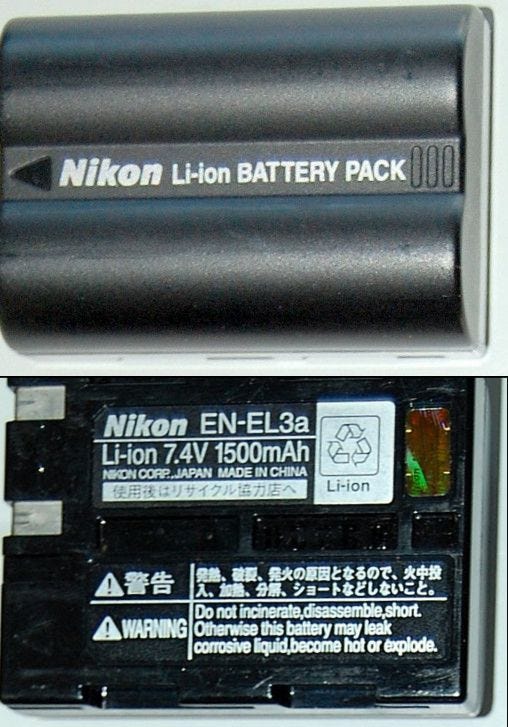 Nikon Li-ion BATTERY PACK
Nikon EN-EL3a
Li-ion 7.4V 1500mAh
NIKON CORP.,JAPAN MADE IN CHINA
使用後はリサイクル協力店へ
Li-ion
警告
発熱、破裂、発火の原因となるので、火中投
入、加熱、分解、ショートなどしないこと。
WARNING
Do not incinerate,disassemble,short.
Otherwise this battery may leak
corrosive liquid,become hot or explode.